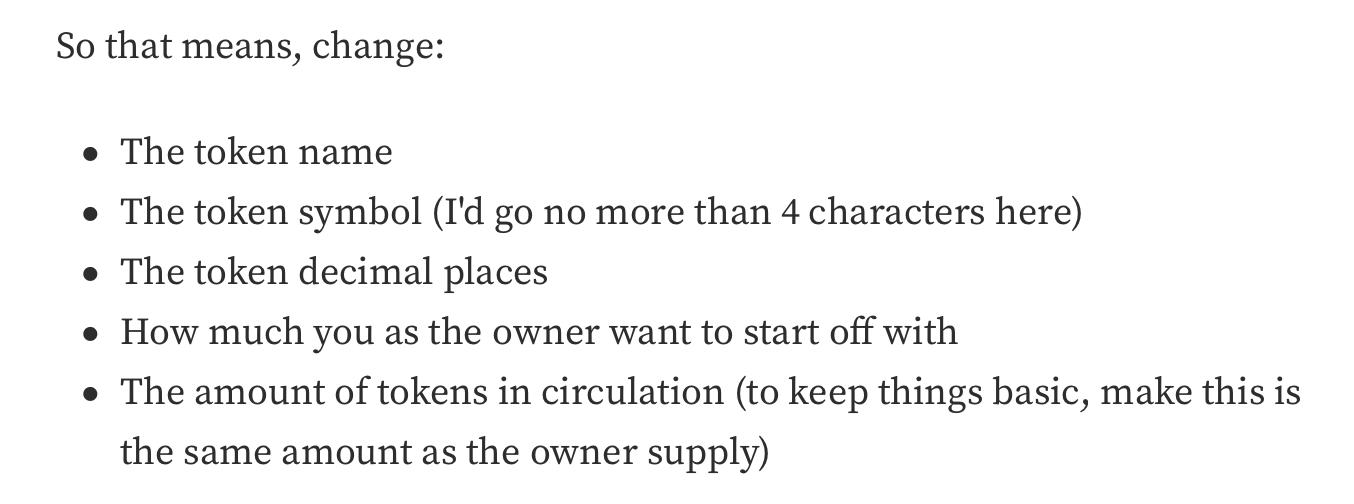 So that means, change:
• The token name
• The token symbol (I'd go no more than 4 characters here)
• The token decimal places
• How much you as the owner want to start off with
• The amount of tokens in circulation (to keep things basic, make this is
the same amount as the owner supply)